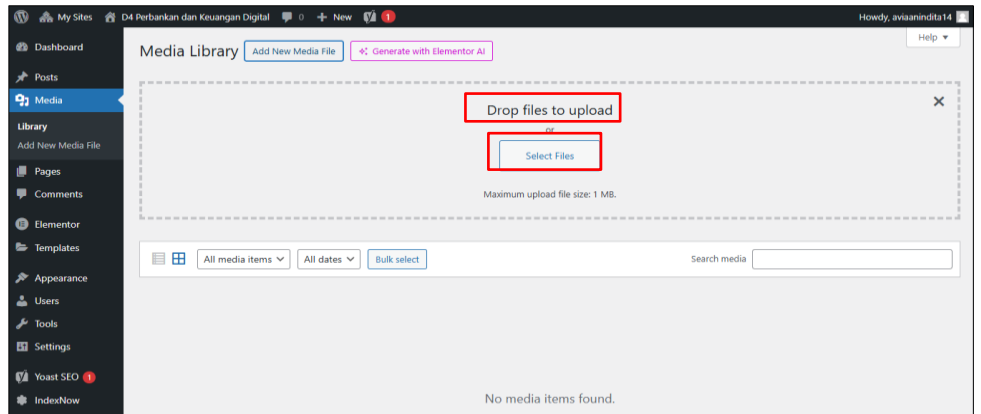 My Sites D4 Perbankan dan Keuangan Digital 0 + New 1 Howdy, aviaanindita14
Dashboard
Posts
Media
Library
Add New Media File
Pages
Comments
Elementor
Templates
Appearance
Users
Tools
Settings
Yoast SEO 1
IndexNow
Help
Media Library Add New Media File Generate with Elementor AI
Drop files to upload
or
Select Files
Maximum upload file size: 1 MB.
All media items All dates Bulk select Search media
No media items found.